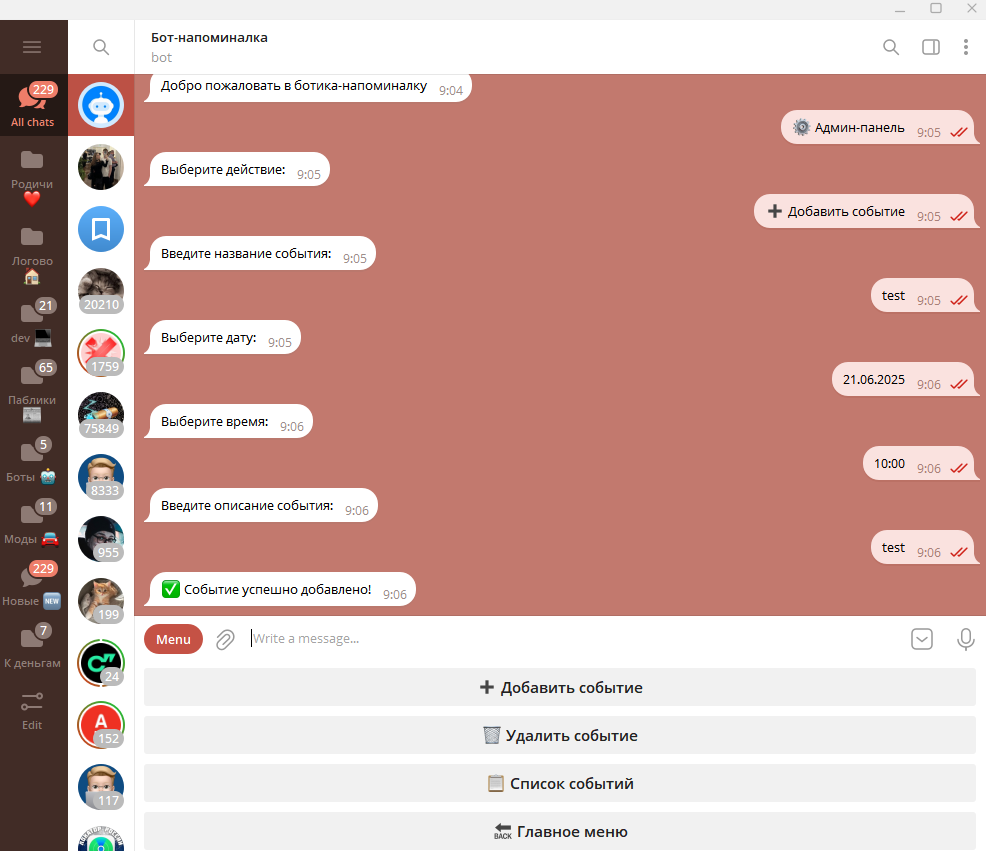 Бот-напоминалка
bot
229
All chats
Родичи
Логово
21
dev
65
Паблики
5
Боты
11
Моды
229
Новые NEW
7
К деньгам
Edit
20210
1759
75849
8333
955
199
24
A
152
117
Добро пожаловать в ботика-напоминалку 9:04
Админ-панель 9:05
Выберите действие: 9:05
Добавить событие 9:05
Введите название события: 9:05
test 9:05
Выберите дату: 9:05
21.06.2025 9:06
Выберите время: 9:06
10:00 9:06
Введите описание события: 9:06
test 9:06
Событие успешно добавлено! 9:06
Menu Write a message...
Добавить событие
Удалить событие
Список событий
BACK Главное меню